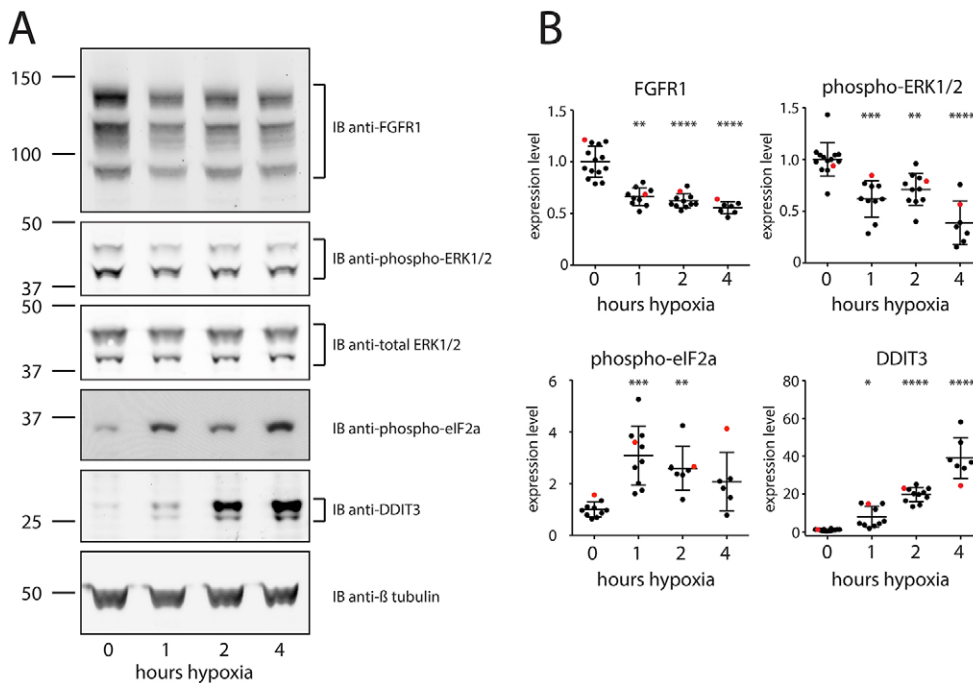 A
150
100
IB anti-FGFR1
50
37
IB anti-phospho-ERK1/2
50
37
IB anti-total ERK1/2
37
IB anti-phospho-eIF2a
25
IB anti-DDIT3
50
IB anti-ß tubulin
0 1 2 4
hours hypoxia
B
FGFR1
** **** ****
expression level
1.5
1.0
0.5
0.0
0 1 2 4
hours hypoxia
phospho-ERK1/2
*** ** ****
expression level
1.5
1.0
0.5
0.0
0 1 2 4
hours hypoxia
phospho-eIF2a
*** **
expression level
6
4
2
0
0 1 2 4
hours hypoxia
DDIT3
* **** ****
expression level
80
60
40
20
0
0 1 2 4
hours hypoxia